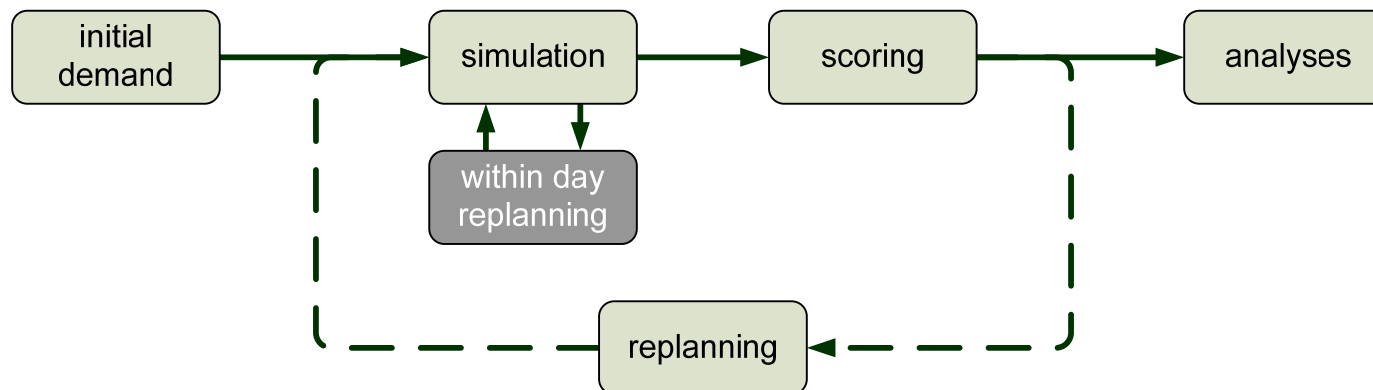 initial
demand
simulation
scoring
analyses
within day
replanning
replanning